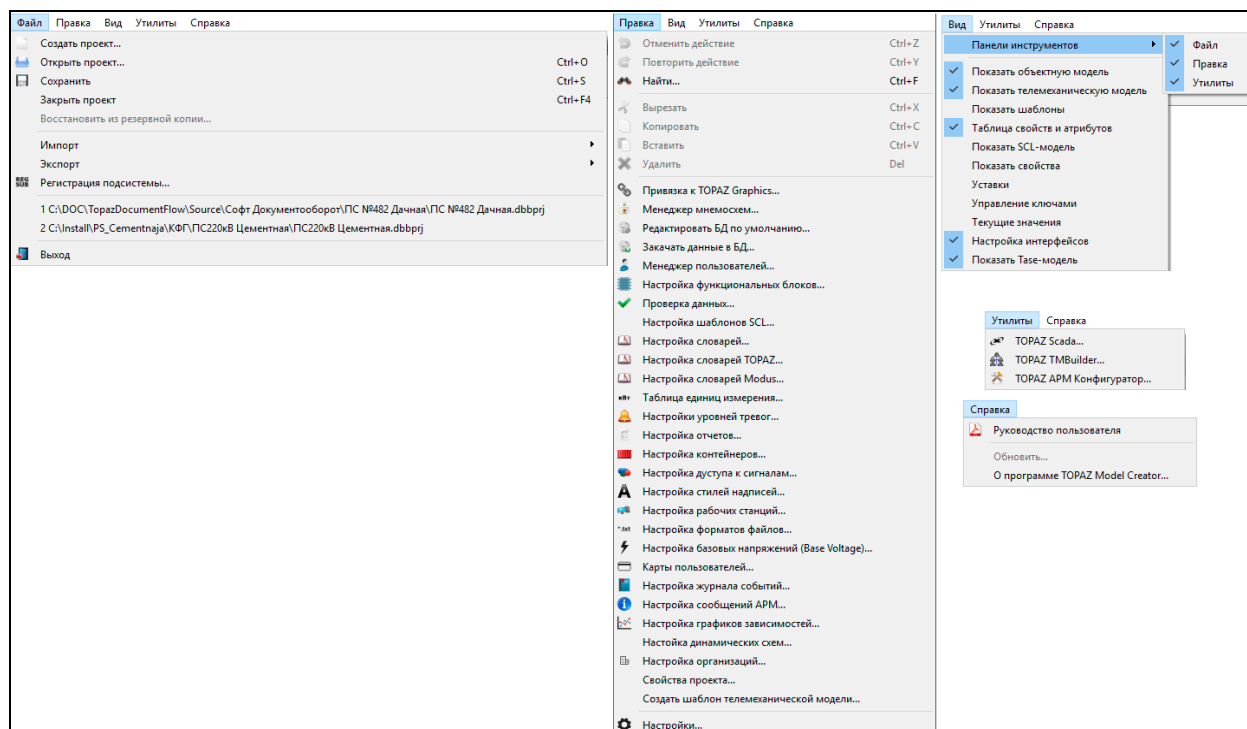 Файл Правка Вид Утилиты Справка
Создать проект...
Открыть проект... Ctrl+O
Сохранить Ctrl+S
Закрыть проект Ctrl+F4
Восстановить из резервной копии...
Импорт
Экспорт
REG SUB Регистрация подсистемы...
1 C:\DOC\TopazDocumentFlow\Source\Софт Документооборот\ПС №482 Дачная\ПС №482 Дачная.dbbprj
2 C:\Install\PS_Cementnaja\КФГ\ПС220кВ Цементная\ПС220кВ Цементная.dbbprj
Выход
Правка Вид Утилиты Справка
Отменить действие Ctrl+Z
Повторить действие Ctrl+Y
Найти... Ctrl+F
Вырезать Ctrl+X
Копировать Ctrl+C
Вставить Ctrl+V
Удалить Del
Привязка к TOPAZ Graphics...
Менеджер мнемосхем...
Редактировать БД по умолчанию...
Закачать данные в БД...
Менеджер пользователей...
Настройка функциональных блоков...
Проверка данных...
Настройка шаблонов SCL...
Настройка словарей...
Настройка словарей TOPAZ...
Настройка словарей Modus...
кВт Таблица единиц измерения...
Настройки уровней тревог...
Настройка отчетов...
Настройка контейнеров...
Настройка дуступа к сигналам...
Настройка стилей надписей...
Настройка рабочих станций...
*.txt Настройка форматов файлов...
Настройка базовых напряжений (Base Voltage)...
Карты пользователей...
Настройка журнала событий...
Настройка сообщений АРМ...
Настройка графиков зависимостей...
Настойка динамических схем...
Настройка организаций...
Свойства проекта...
Создать шаблон телемеханической модели...
Настройки...
Вид Утилиты Справка
Панели инструментов
Файл
Правка
Утилиты
Показать объектную модель
Показать телемеханическую модель
Показать шаблоны
Таблица свойств и атрибутов
Показать SCL-модель
Показать свойства
Уставки
Управление ключами
Текущие значения
Настройка интерфейсов
Показать Tase-модель
Утилиты Справка
TOPAZ Scada...
TOPAZ TMBuilder...
TOPAZ АРМ Конфигуратор...
Справка
Руководство пользователя
Обновить...
О программе TOPAZ Model Creator...